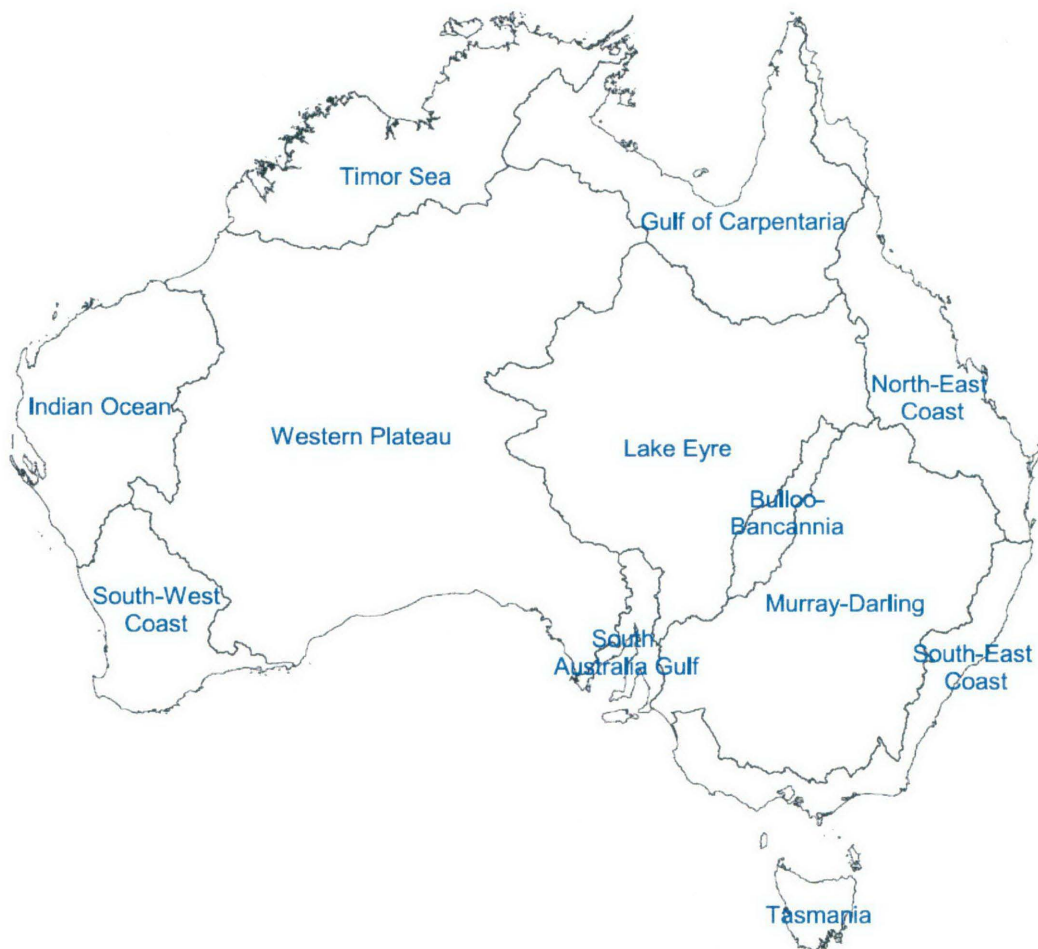 Timor Sea
Gulf of Carpentaria
North-East
Coast
Indian Ocean
Western Plateau
Lake Eyre
Bulloo-
Bancannia
South-West
Coast
Murray-Darling
South
Australia Gulf
South-East
Coast
Tasmania